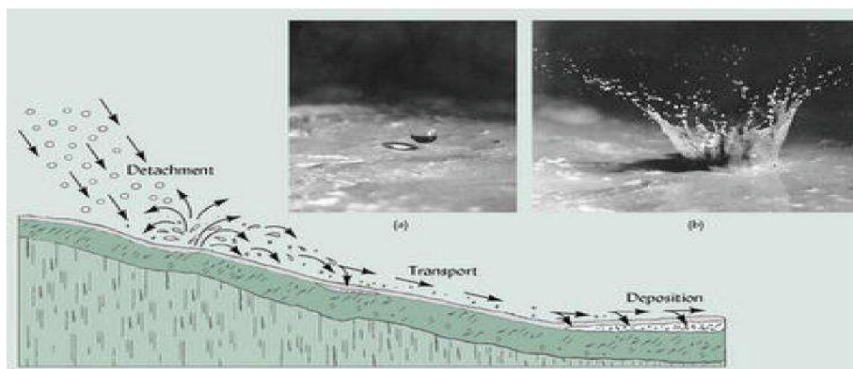 Detachment
(a)
(b)
Transport
Deposition